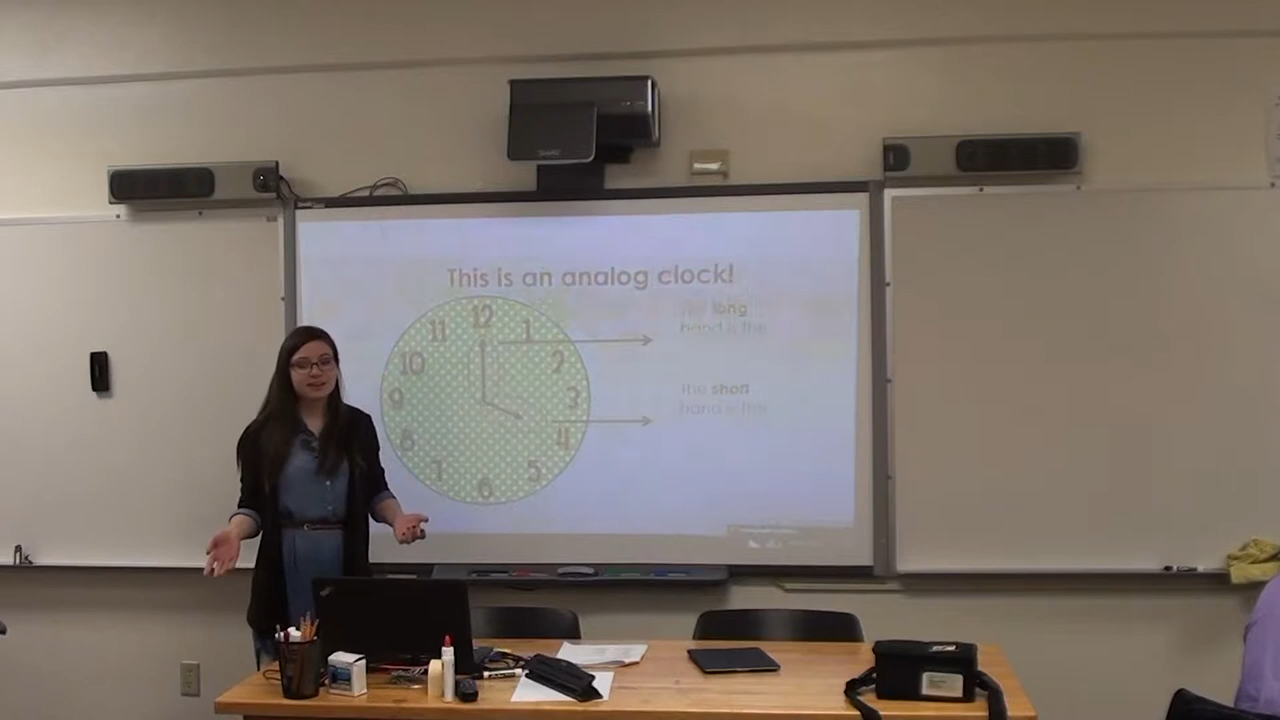 This is an analog clock!
12
11
1
10
2
9
3
8
4
7
5
6
The long
hand is the
The short
hand is the